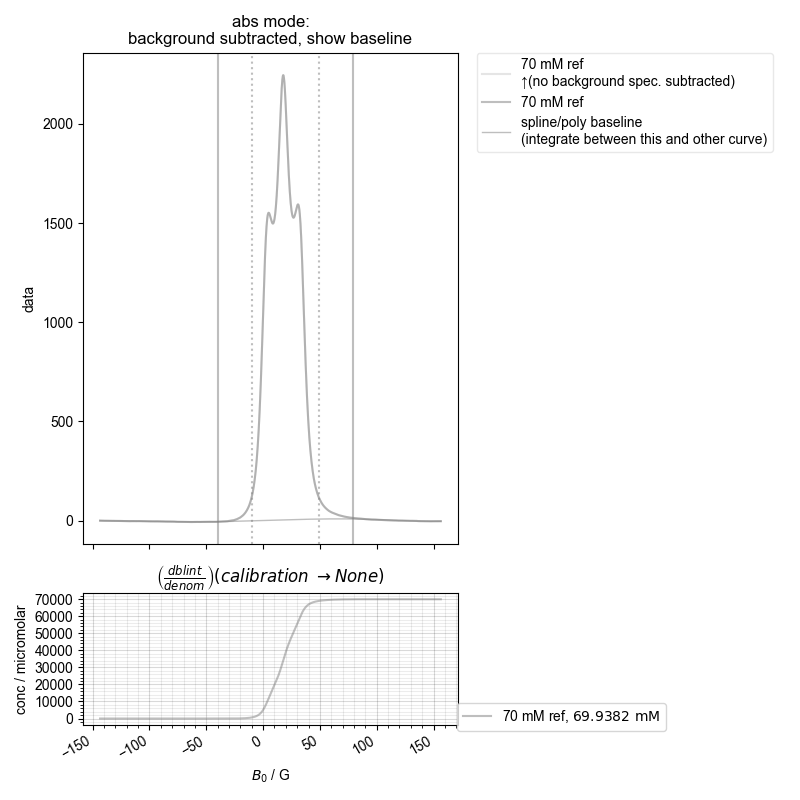 abs mode:
background subtracted, show baseline
70 mM ref
↑(no background spec. subtracted)
70 mM ref
spline/poly baseline
(integrate between this and other curve)
2000
1500
1000
500
0
data
(dblint/denom)(calibration → None)
70000
60000
50000
40000
30000
20000
10000
0
conc / micromolar
70 mM ref, 69.9382 mM
−150 −100 −50 0 50 100 150
B₀ / G